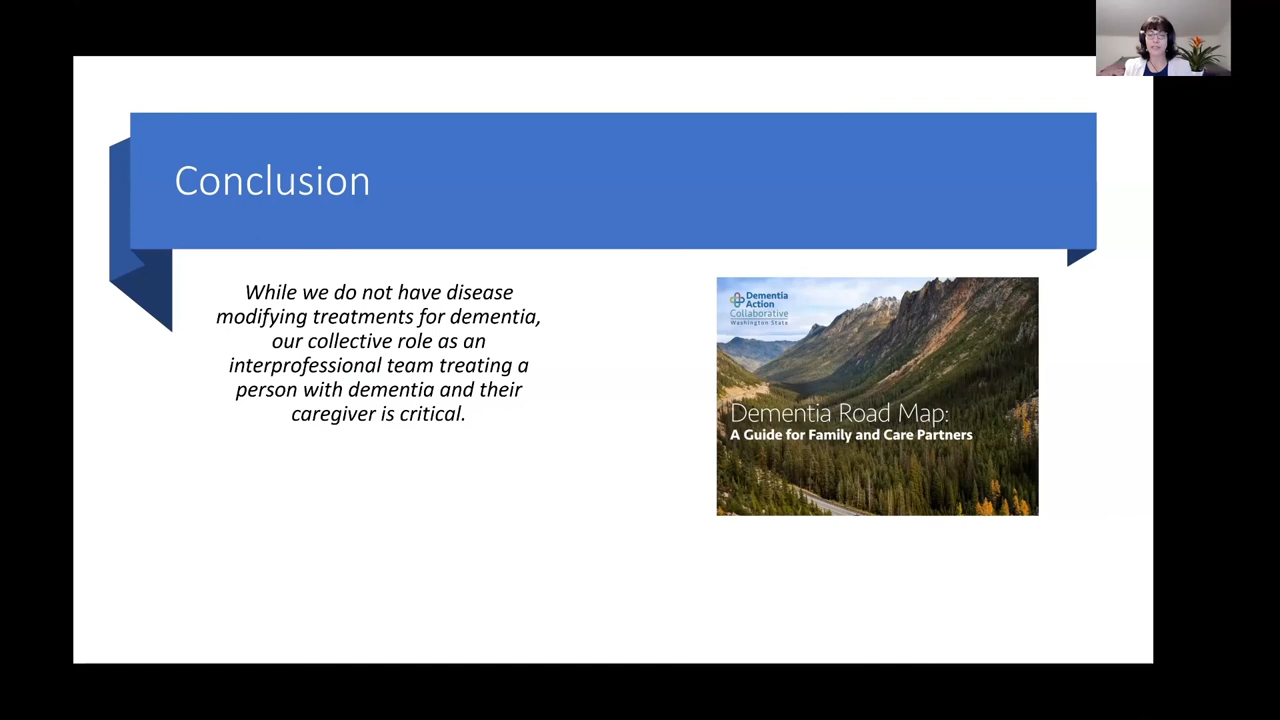 Conclusion
While we do not have disease
modifying treatments for dementia,
our collective role as an
interprofessional team treating a
person with dementia and their
caregiver is critical.
Dementia
Action
Collaborative
Washington State
Dementia Road Map:
A Guide for Family and Care Partners